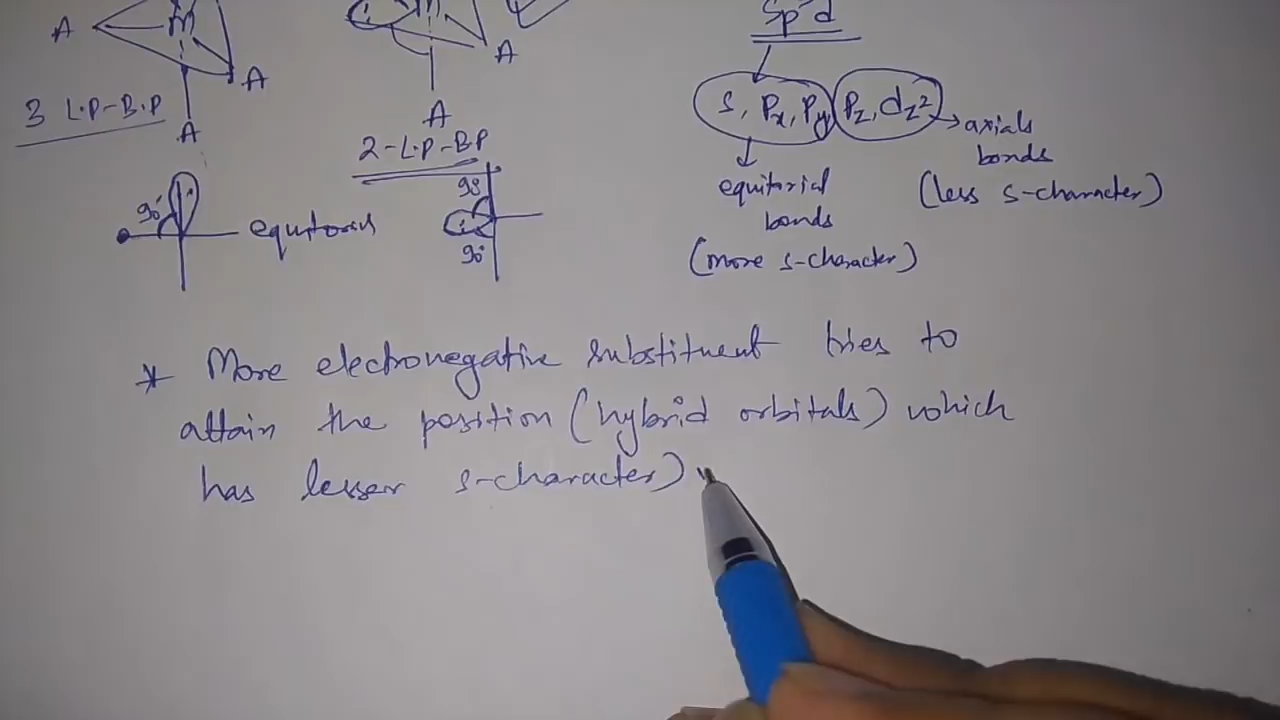 A
M
A
3 L.P-B.P
A
A
A
2-L.P-BP
Sp³d
s, Px, Py Pz, dz²
axials
bonds
(less s-character)
equitorial
bonds
(more s-character)
90°
90°
90°
* More electronegative substituent tries to
attain the position (hybrid orbitals) which
has lesser s-character)